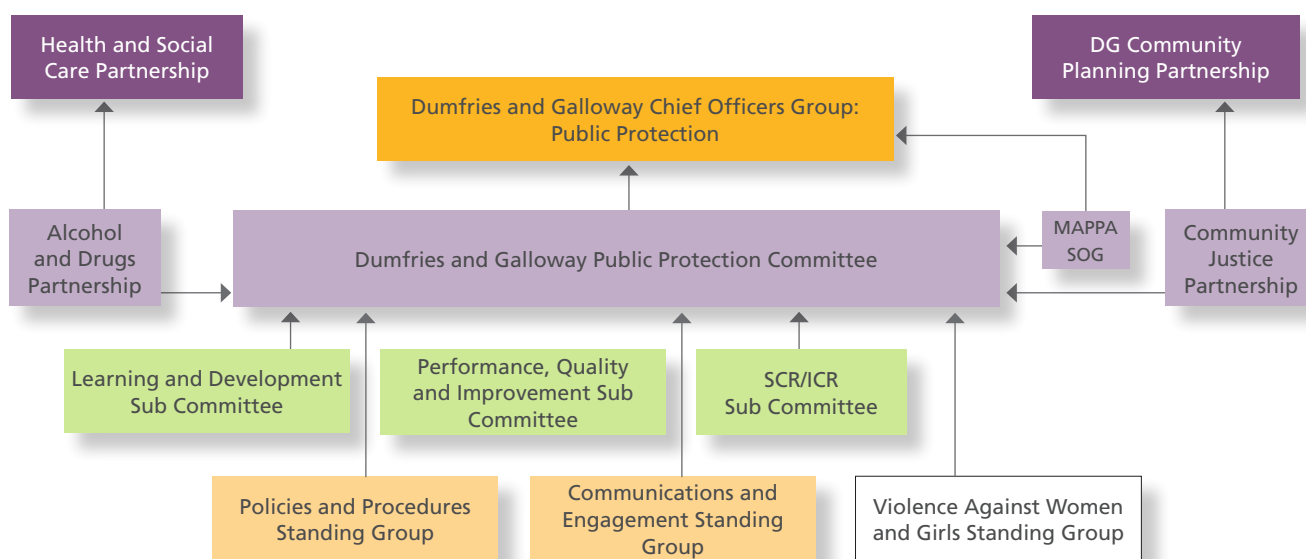 Health and Social
Care Partnership
DG Community
Planning Partnership
Dumfries and Galloway Chief Officers Group:
Public Protection
Alcohol
and Drugs
Partnership
Dumfries and Galloway Public Protection Committee
MAPPA
SOG
Community
Justice
Partnership
Learning and Development
Sub Committee
Performance, Quality
and Improvement Sub
Committee
SCR/ICR
Sub Committee
Policies and Procedures
Standing Group
Communications and
Engagement Standing
Group
Violence Against Women
and Girls Standing Group